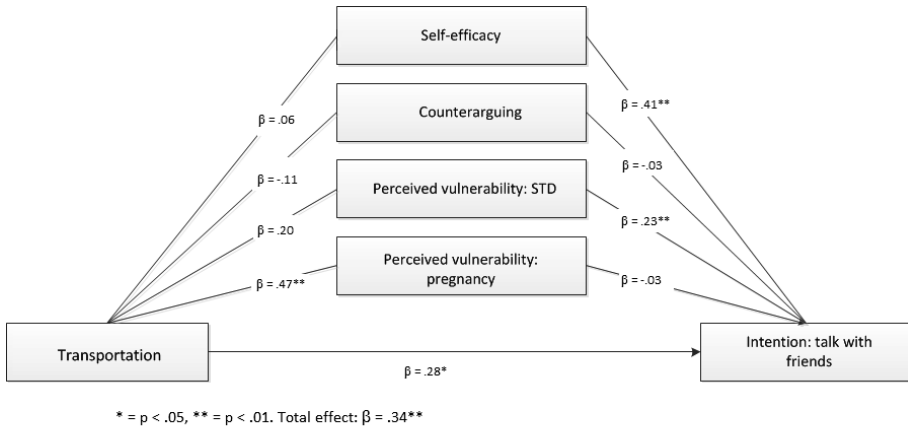 Self-efficacy
β = .06
β = .41**
Counterarguing
β = -.11
β = -.03
Perceived vulnerability: STD
β = .20
β = .23**
Perceived vulnerability:
pregnancy
β = .47**
β = -.03
Transportation
β = .28*
Intention: talk with
friends
* = p < .05, ** = p < .01. Total effect: β = .34**